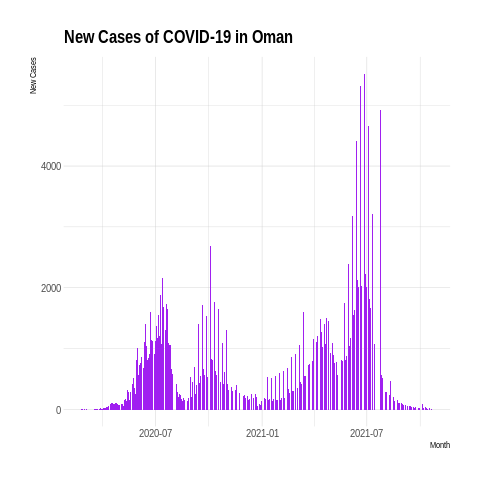 New Cases of COVID-19 in Oman
New Cases
4000
2000
0
2020-07
2021-01
2021-07
Month